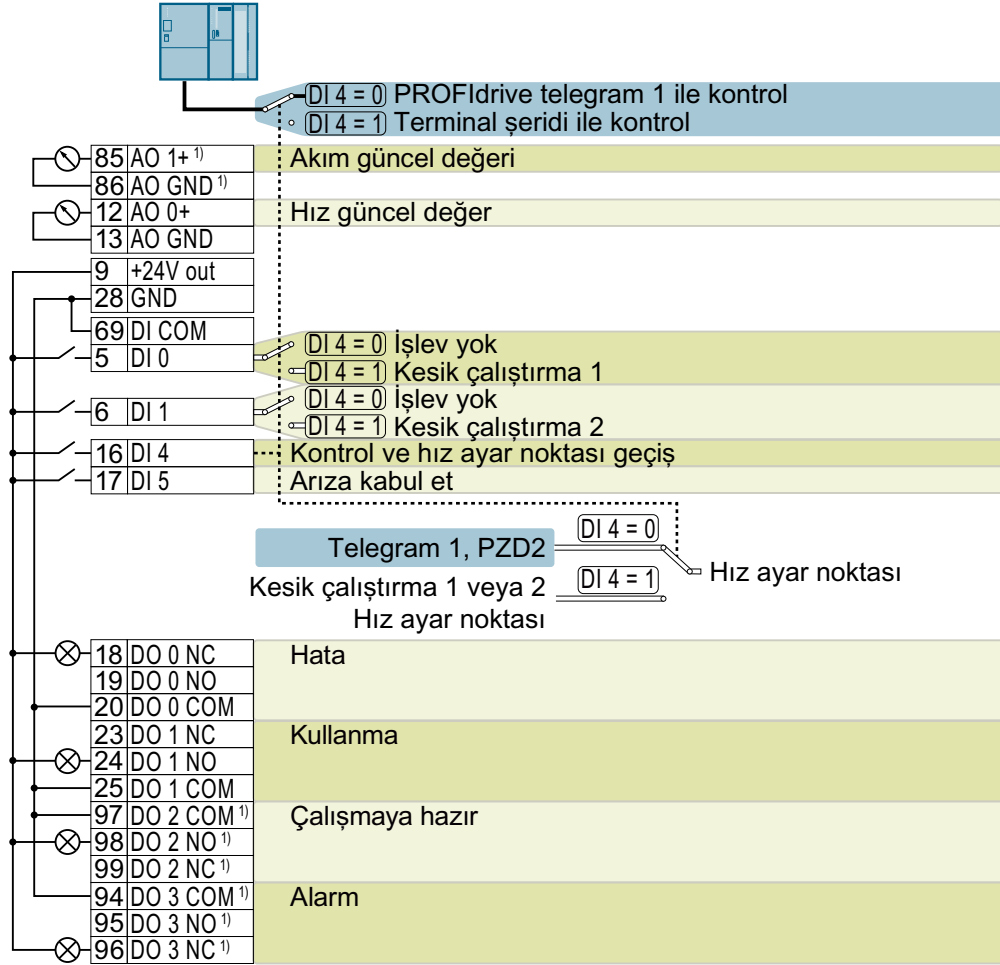 DI 4 = 0 PROFIdrive telegram 1 ile kontrol
DI 4 = 1 Terminal şeridi ile kontrol
85 AO 1+ 1) Akım güncel değeri
86 AO GND 1)
12 AO 0+ Hız güncel değer
13 AO GND
9 +24V out
28 GND
69 DI COM
DI 4 = 0 İşlev yok
5 DI 0
DI 4 = 1 Kesik çalıştırma 1
DI 4 = 0 İşlev yok
6 DI 1
DI 4 = 1 Kesik çalıştırma 2
16 DI 4 Kontrol ve hız ayar noktası geçiş
17 DI 5 Arıza kabul et
DI 4 = 0
Telegram 1, PZD2
Hız ayar noktası
Kesik çalıştırma 1 veya 2 DI 4 = 1
Hız ayar noktası
18 DO 0 NC Hata
19 DO 0 NO
20 DO 0 COM
23 DO 1 NC Kullanma
24 DO 1 NO
25 DO 1 COM
97 DO 2 COM 1) Çalışmaya hazır
98 DO 2 NO 1)
99 DO 2 NC 1)
94 DO 3 COM 1) Alarm
95 DO 3 NO 1)
96 DO 3 NC 1)